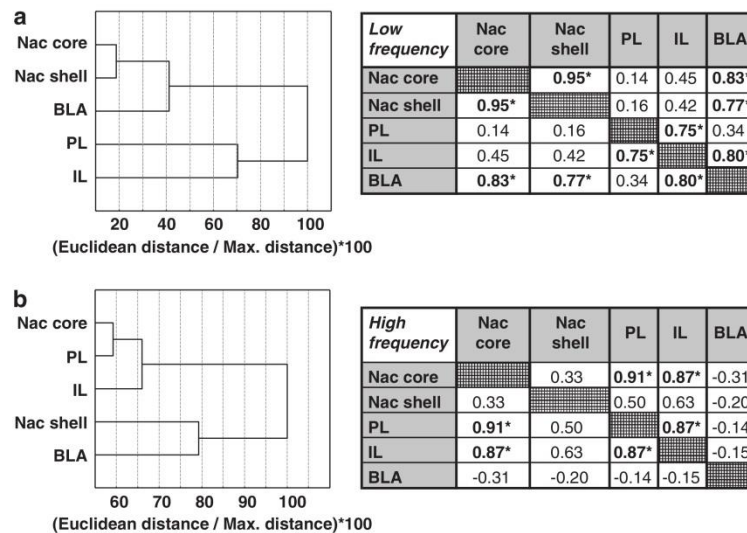 a
Nac core
Nac shell
BLA
PL
IL
20 40 60 80 100
(Euclidean distance / Max. distance)*100
Low frequency Nac core Nac shell PL IL BLA
Nac core 0.95* 0.14 0.45 0.83*
Nac shell 0.95* 0.16 0.42 0.77*
PL 0.14 0.16 0.75* 0.34
IL 0.45 0.42 0.75* 0.80*
BLA 0.83* 0.77* 0.34 0.80*
b
Nac core
PL
IL
Nac shell
BLA
60 70 80 90 100
(Euclidean distance / Max. distance)*100
High frequency Nac core Nac shell PL IL BLA
Nac core 0.33 0.91* 0.87* -0.31
Nac shell 0.33 0.50 0.63 -0.20
PL 0.91* 0.50 0.87* -0.14
IL 0.87* 0.63 0.87* -0.15
BLA -0.31 -0.20 -0.14 -0.15